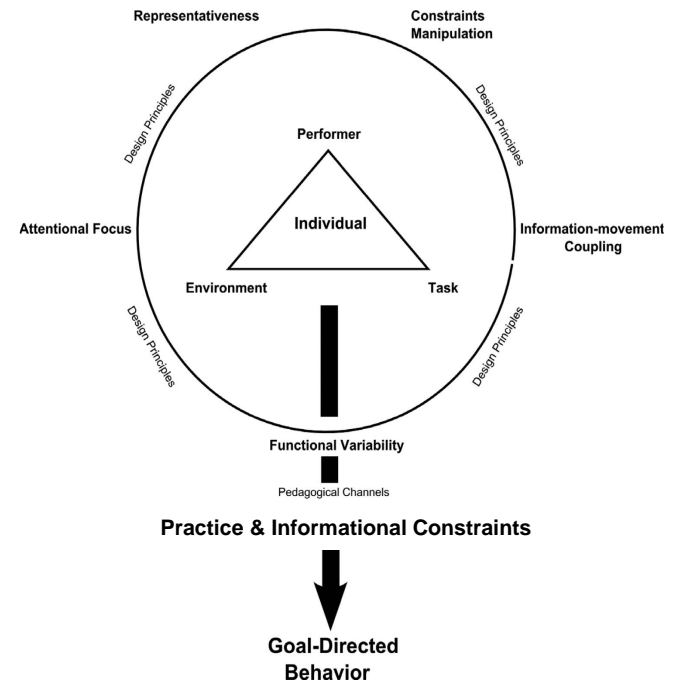 Representativeness
Constraints
Manipulation
Design Principles
Design Principles
Performer
Individual
Attentional Focus
Information-movement
Coupling
Environment
Task
Design Principles
Design Principles
Functional Variability
Pedagogical Channels
Practice & Informational Constraints
Goal-Directed
Behavior